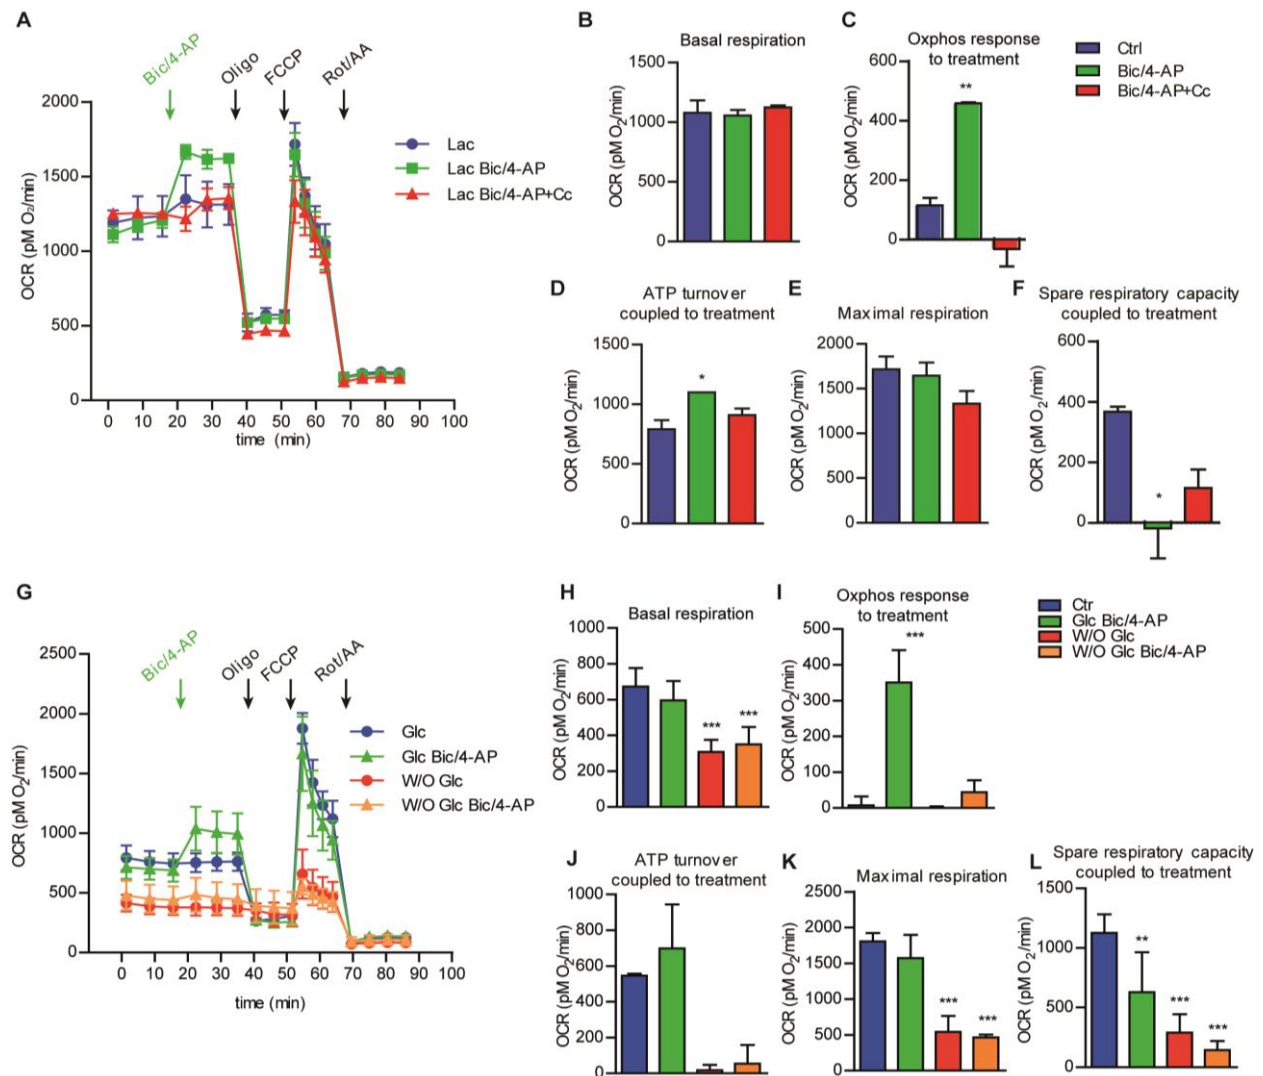 A
Bic/4-AP
Oligo
FCCP
Rot/AA
OCR (pM O₂/min)
2000
1500
1000
500
0
0 10 20 30 40 50 60 70 80 90 100
time (min)
Lac
Lac Bic/4-AP
Lac Bic/4-AP+Cc
B
Basal respiration
OCR (pM O₂/min)
1500
1000
500
0
C
Oxphos response
to treatment
OCR (pM O₂/min)
600
400
200
0
**
Ctrl
Bic/4-AP
Bic/4-AP+Cc
D
ATP turnover
coupled to treatment
OCR (pM O₂/min)
1500
1000
500
0
*
E
Maximal respiration
OCR (pM O₂/min)
2000
1500
1000
500
0
F
Spare respiratory capacity
coupled to treatment
OCR (pM O₂/min)
600
400
200
0
*
G
Bic/4-AP
Oligo
FCCP
Rot/AA
OCR (pM O₂/min)
2500
2000
1500
1000
500
0
0 10 20 30 40 50 60 70 80 90 100
time (min)
Glc
Glc Bic/4-AP
W/O Glc
W/O Glc Bic/4-AP
H
Basal respiration
OCR (pM O₂/min)
1000
800
600
400
200
0
*** ***
I
Oxphos response
to treatment
OCR (pM O₂/min)
500
400
300
200
100
0
***
Ctr
Glc Bic/4-AP
W/O Glc
W/O Glc Bic/4-AP
J
ATP turnover
coupled to treatment
OCR (pM O₂/min)
1000
800
600
400
200
0
K
Maximal respiration
OCR (pM O₂/min)
2500
2000
1500
1000
500
0
*** ***
L
Spare respiratory capacity
coupled to treatment
OCR (pM O₂/min)
1500
1000
500
0
** *** ***